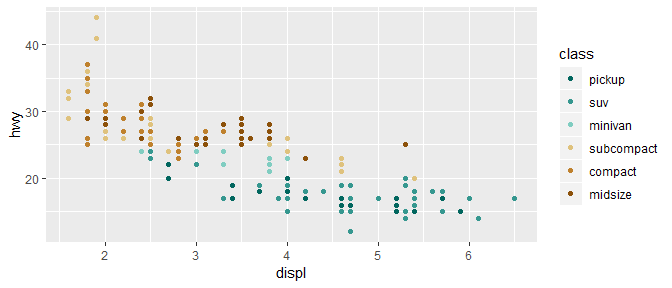 hwy
40
30
20
2 3 4 5 6
displ
class
pickup
suv
minivan
subcompact
compact
midsize